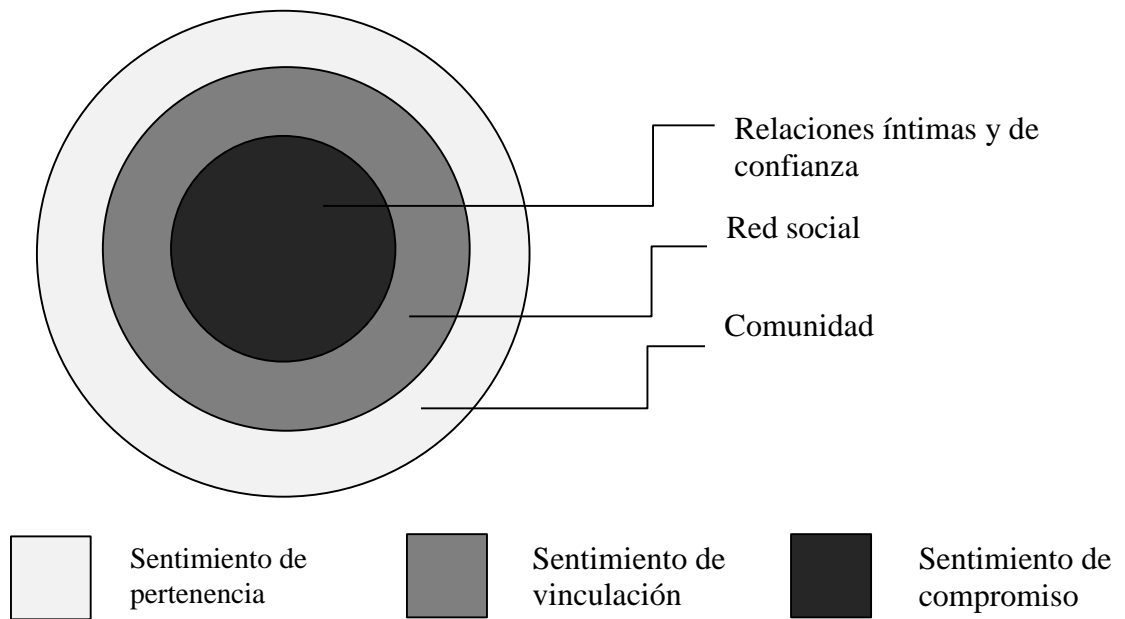 Relaciones íntimas y de
confianza
Red social
Comunidad
Sentimiento de
pertenencia
Sentimiento de
vinculación
Sentimiento de
compromiso